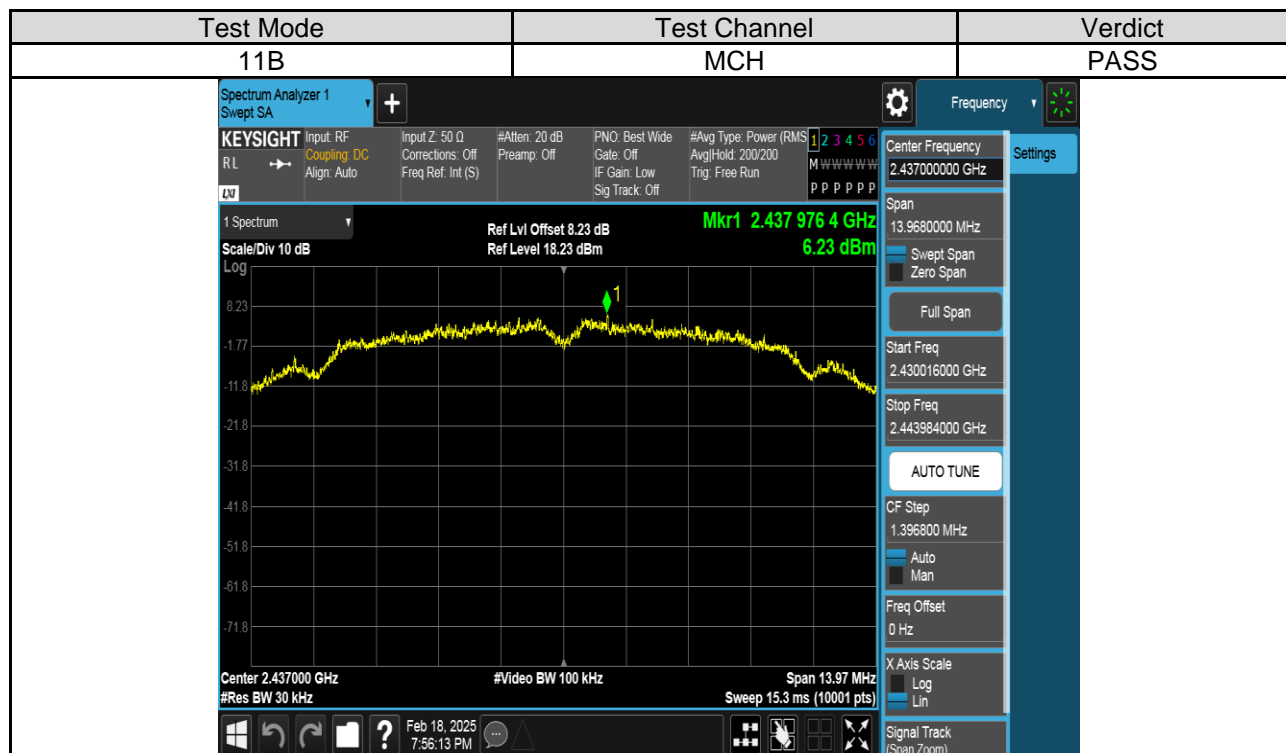 Test Mode Test Channel Verdict
11B MCH PASS
Spectrum Analyzer 1
Swept SA
+
Frequency
KEYSIGHT
RL
LXI
Input: RF
Coupling: DC
Align: Auto
Input Z: 50 Ω
Corrections: Off
Freq Ref: Int (S)
#Atten: 20 dB
Preamp: Off
PNO: Best Wide
Gate: Off
IF Gain: Low
Sig Track: Off
#Avg Type: Power (RMS
Avg|Hold: 200/200
Trig: Free Run
1 2 3 4 5 6
M W W W W W
P P P P P P
1 Spectrum
Scale/Div 10 dB
Log
Ref Lvl Offset 8.23 dB
Ref Level 18.23 dBm
Mkr1 2.437 976 4 GHz
6.23 dBm
1
8.23
-1.77
-11.8
-21.8
-31.8
-41.8
-51.8
-61.8
-71.8
Center 2.437000 GHz
#Res BW 30 kHz
#Video BW 100 kHz
Span 13.97 MHz
Sweep 15.3 ms (10001 pts)
Center Frequency
2.437000000 GHz
Settings
Span
13.9680000 MHz
Swept Span
Zero Span
Full Span
Start Freq
2.430016000 GHz
Stop Freq
2.443984000 GHz
AUTO TUNE
CF Step
1.396800 MHz
Auto
Man
Freq Offset
0 Hz
X Axis Scale
Log
Lin
Signal Track
(Span Zoom)
?
Feb 18, 2025
7:56:13 PM